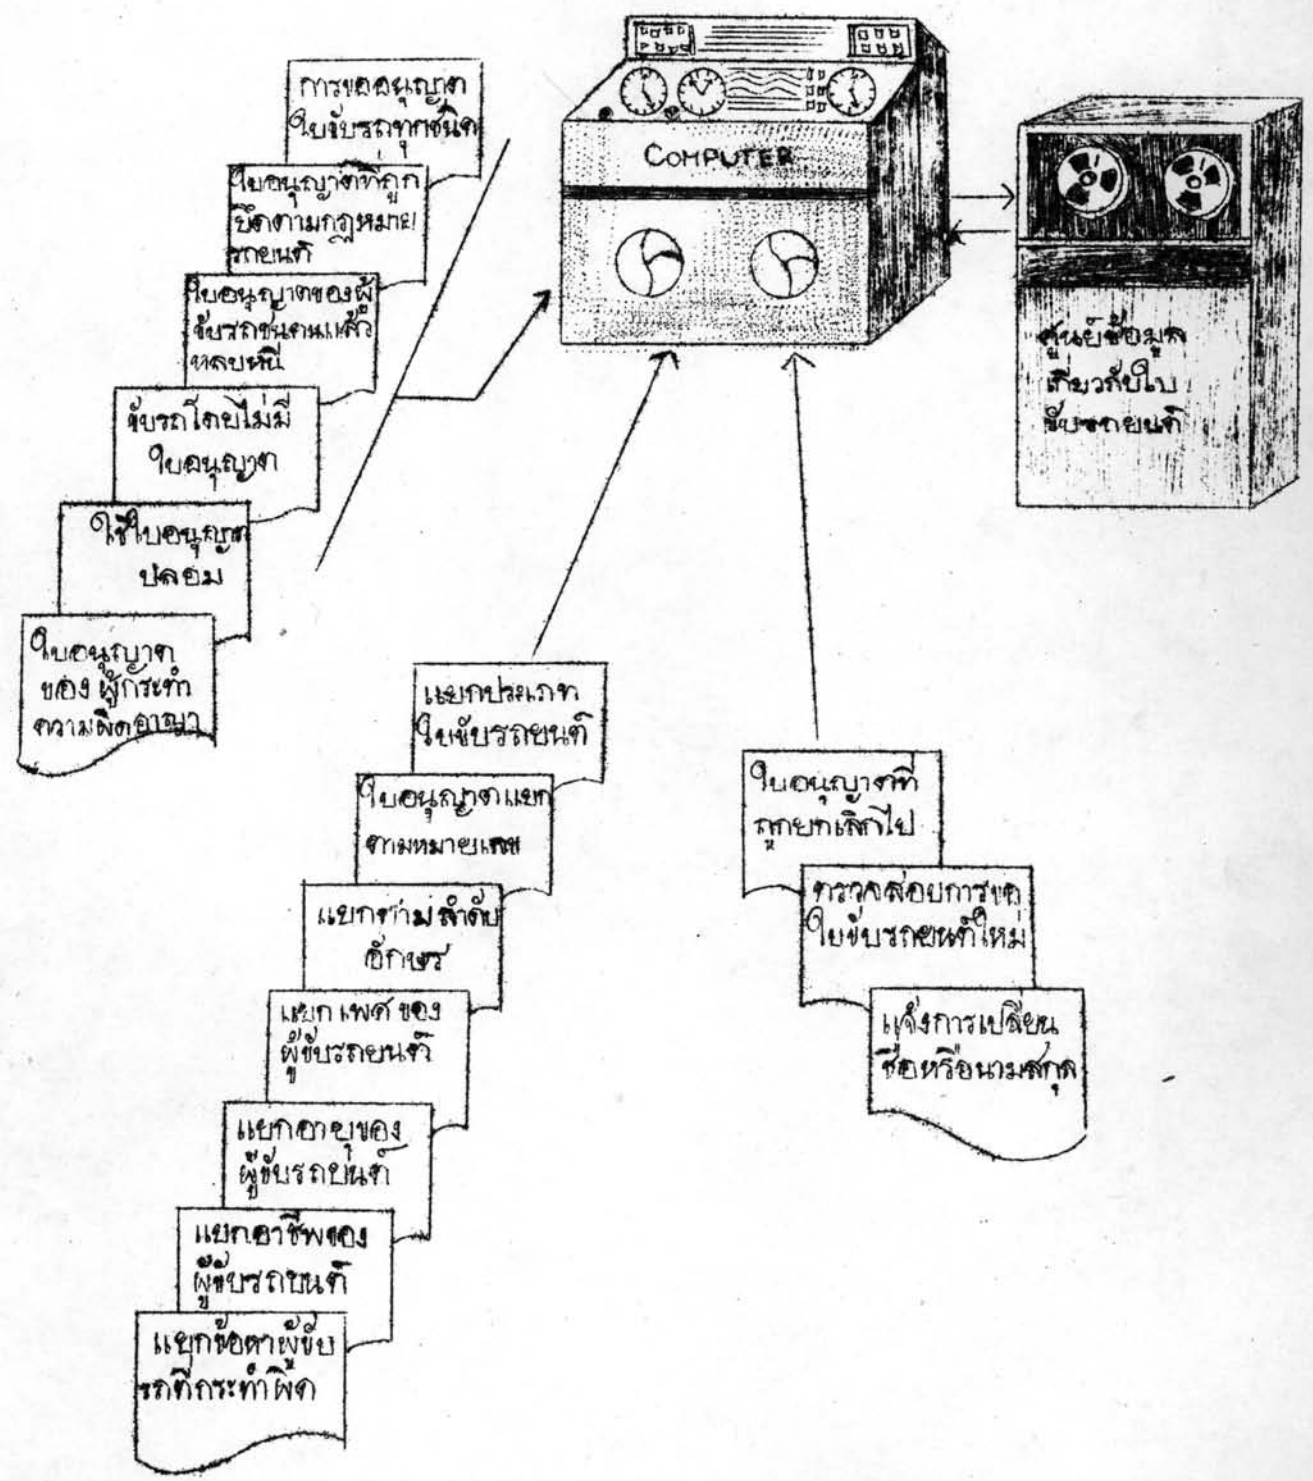 การขออนุญาต
ใบขับรถทุกชนิด
ใบอนุญาตที่ถูก
ยึดตามกฎหมาย
รถยนต์
ใบอนุญาตของผู้
ขับรถชนคนแล้ว
หลบหนี
ขับรถโดยไม่มี
ใบอนุญาต
ใช้ใบอนุญาต
ปลอม
ใบอนุญาต
ของผู้กระทำ
ความผิดอาญา
COMPUTER
ศูนย์ข้อมูล
เกี่ยวกับใบ
ขับรถยนต์
แยกประเภท
ใบขับรถยนต์
ใบอนุญาตแยก
ตามหมายเลข
แยกตามลำดับ
อักษร
แยกเพศของ
ผู้ขับรถยนต์
แยกอายุของ
ผู้ขับรถยนต์
แยกอาชีพของ
ผู้ขับรถยนต์
แยกข้อหาผู้ขับ
รถที่กระทำผิด
ใบอนุญาตที่
ถูกยกเลิกไป
ตรวจสอบการขอ
ใบขับรถยนต์ใหม่
แจ้งการเปลี่ยน
ชื่อหรือนามสกุล